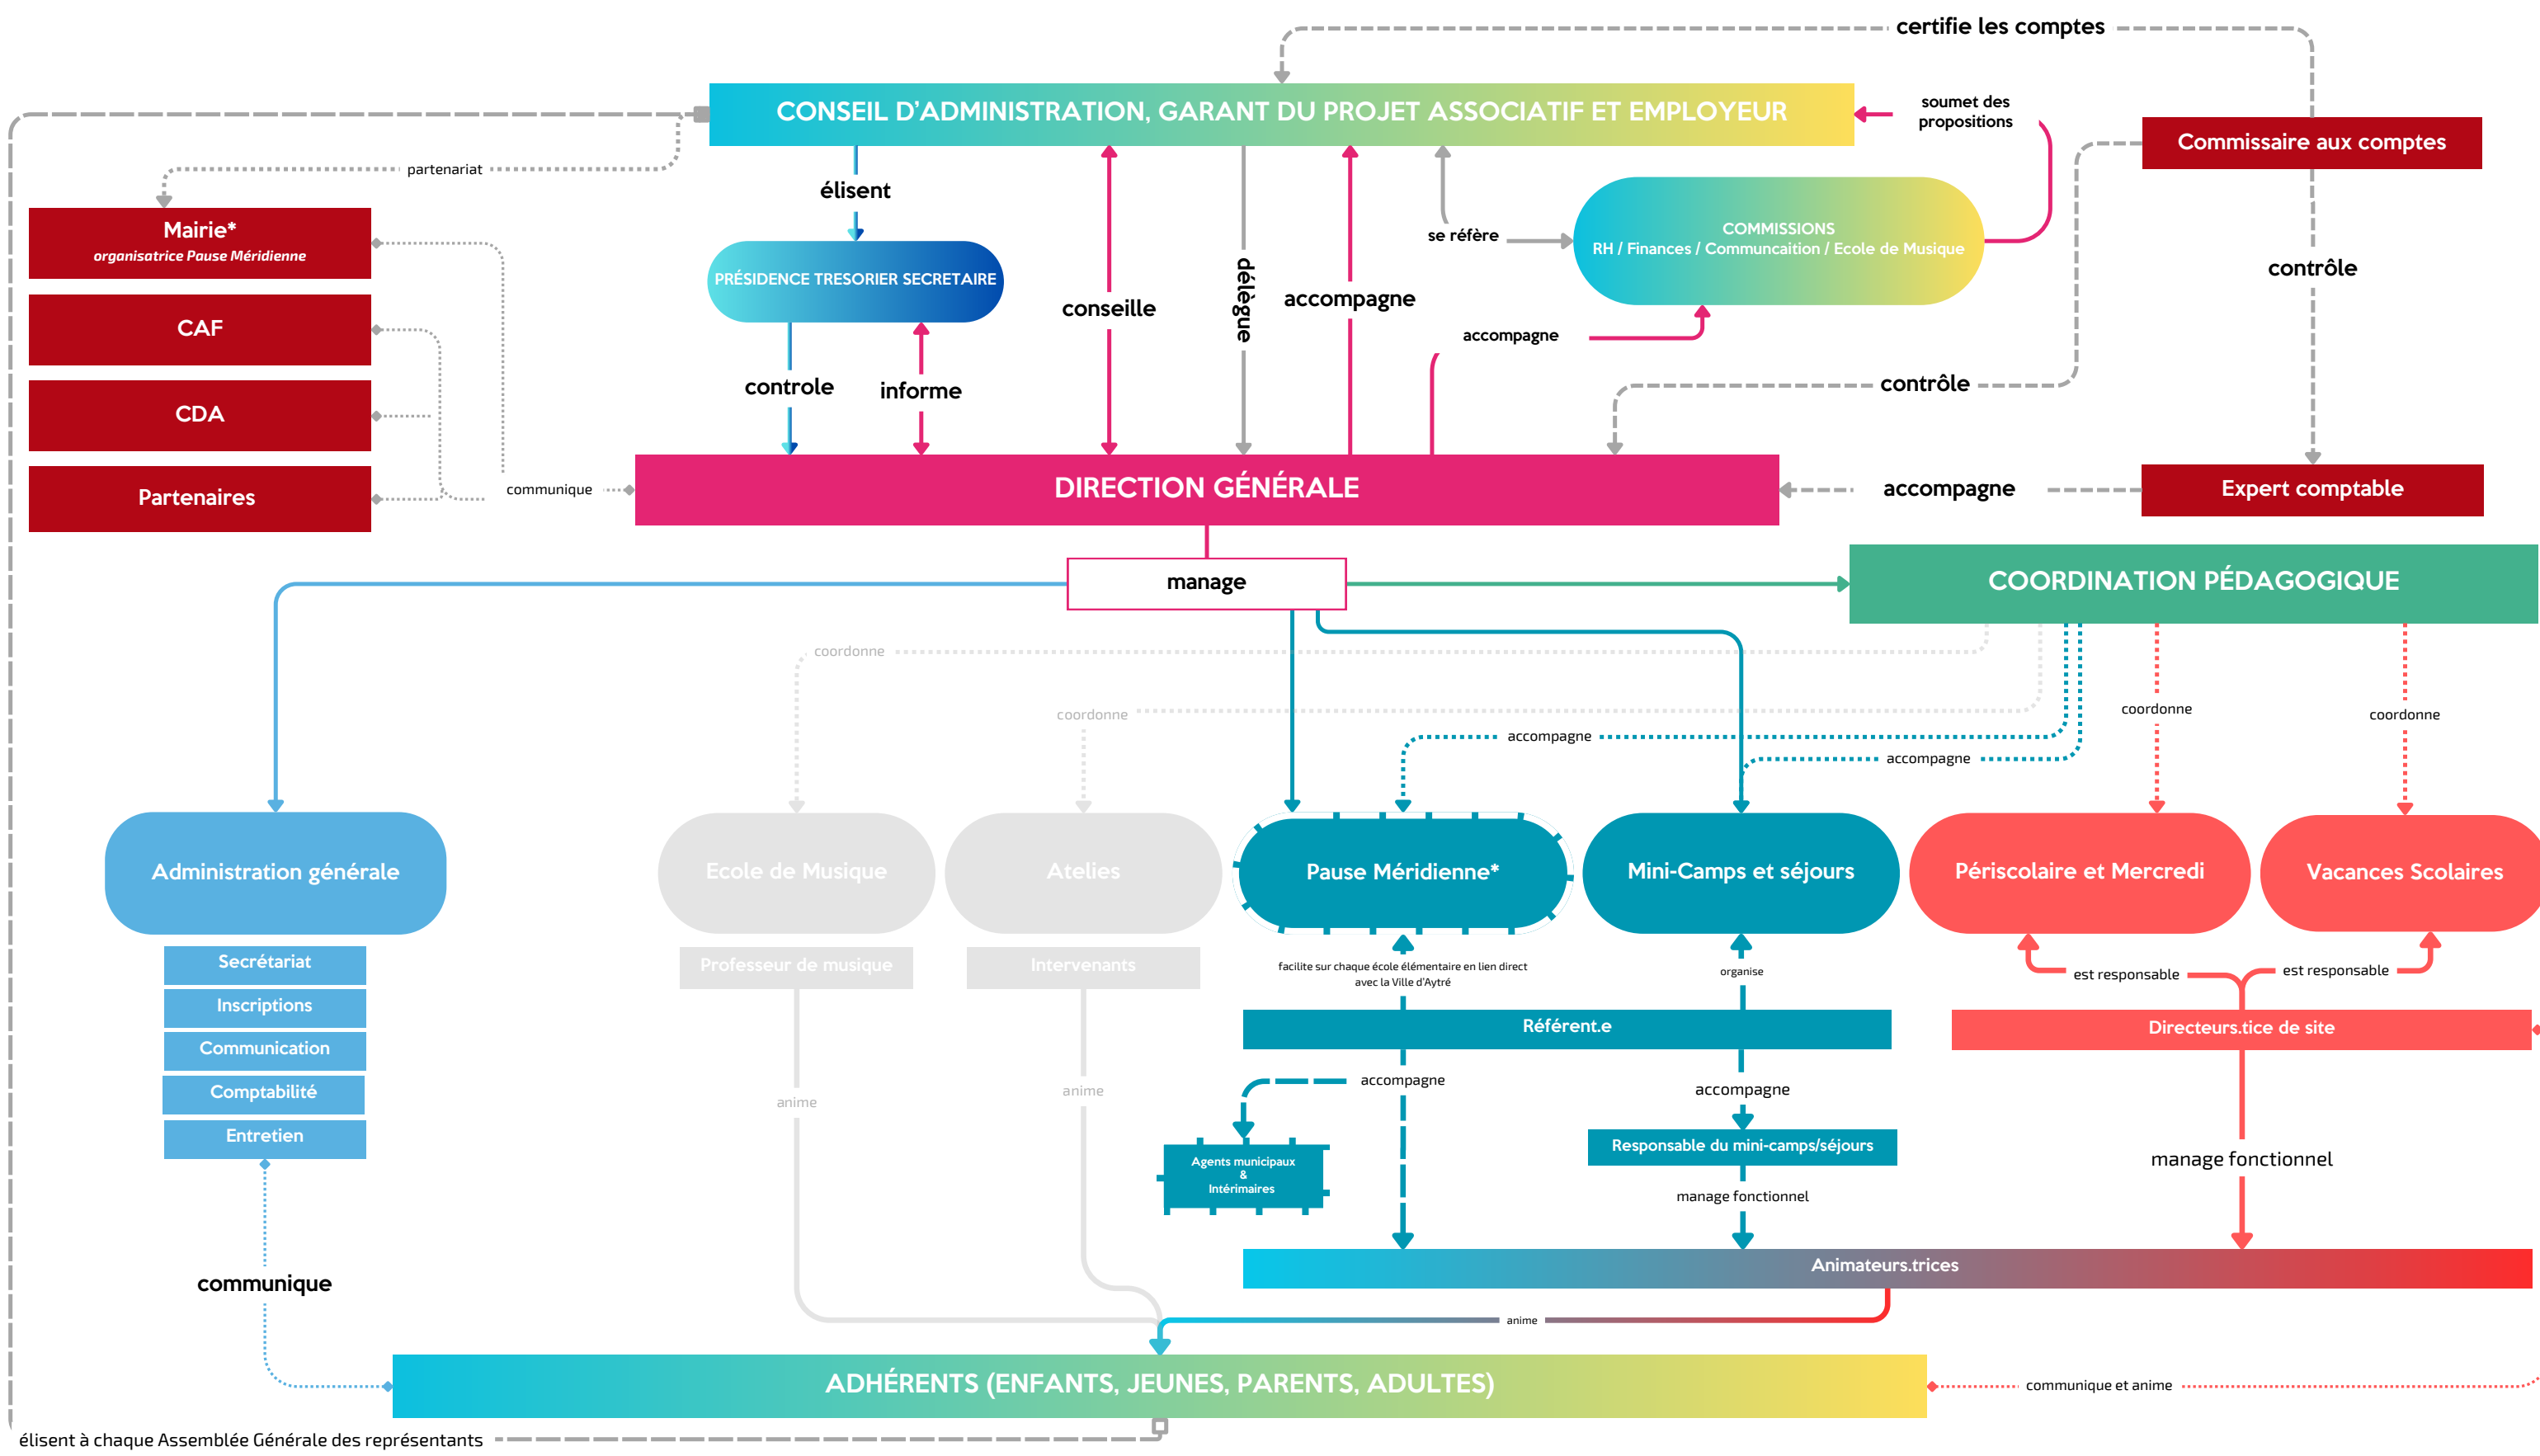 certifie les comptes
CONSEIL D'ADMINISTRATION, GARANT DU PROJET ASSOCIATIF ET EMPLOYEUR
soumet des
propositions
Commissaire aux comptes
partenariat
élisent
Mairie*
organisatrice Pause Méridienne
COMMISSIONS
RH / Finances / Communcaition / Ecole de Musique
se réfère
contrôle
PRÉSIDENCE TRESORIER SECRETAIRE
conseille
délègue
accompagne
CAF
accompagne
controle
informe
contrôle
CDA
Partenaires
communique
DIRECTION GÉNÉRALE
accompagne
Expert comptable
manage
COORDINATION PÉDAGOGIQUE
coordonne
coordonne
coordonne
coordonne
accompagne
accompagne
Administration générale
Ecole de Musique
Atelies
Pause Méridienne*
Mini-Camps et séjours
Périscolaire et Mercredi
Vacances Scolaires
Secrétariat
Inscriptions
Communication
Comptabilité
Entretien
Professeur de musique
Intervenants
facilite sur chaque école élémentaire en lien direct
avec la Ville d'Aytré
organise
est responsable
est responsable
Référent.e
Directeurs.tice de site
accompagne
accompagne
anime
anime
Agents municipaux
&
Intérimaires
Responsable du mini-camps/séjours
manage fonctionnel
manage fonctionnel
Animateurs.trices
communique
anime
ADHÉRENTS (ENFANTS, JEUNES, PARENTS, ADULTES)
communique et anime
élisent à chaque Assemblée Générale des représentants